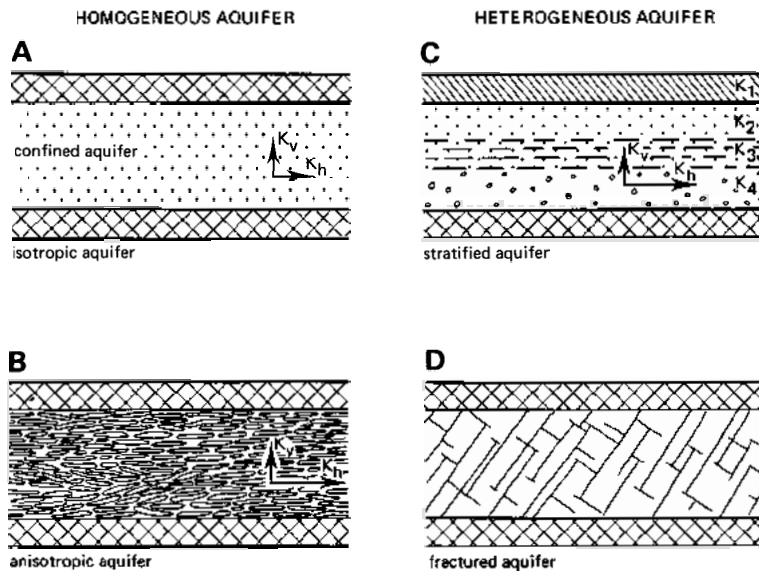 HOMOGENEOUS AQUIFER
HETEROGENEOUS AQUIFER
A
confined aquifer
Kv
Kh
isotropic aquifer
C
K1
K2
K3
K4
Kv
Kh
stratified aquifer
B
Kv
Kh
anisotropic aquifer
D
fractured aquifer